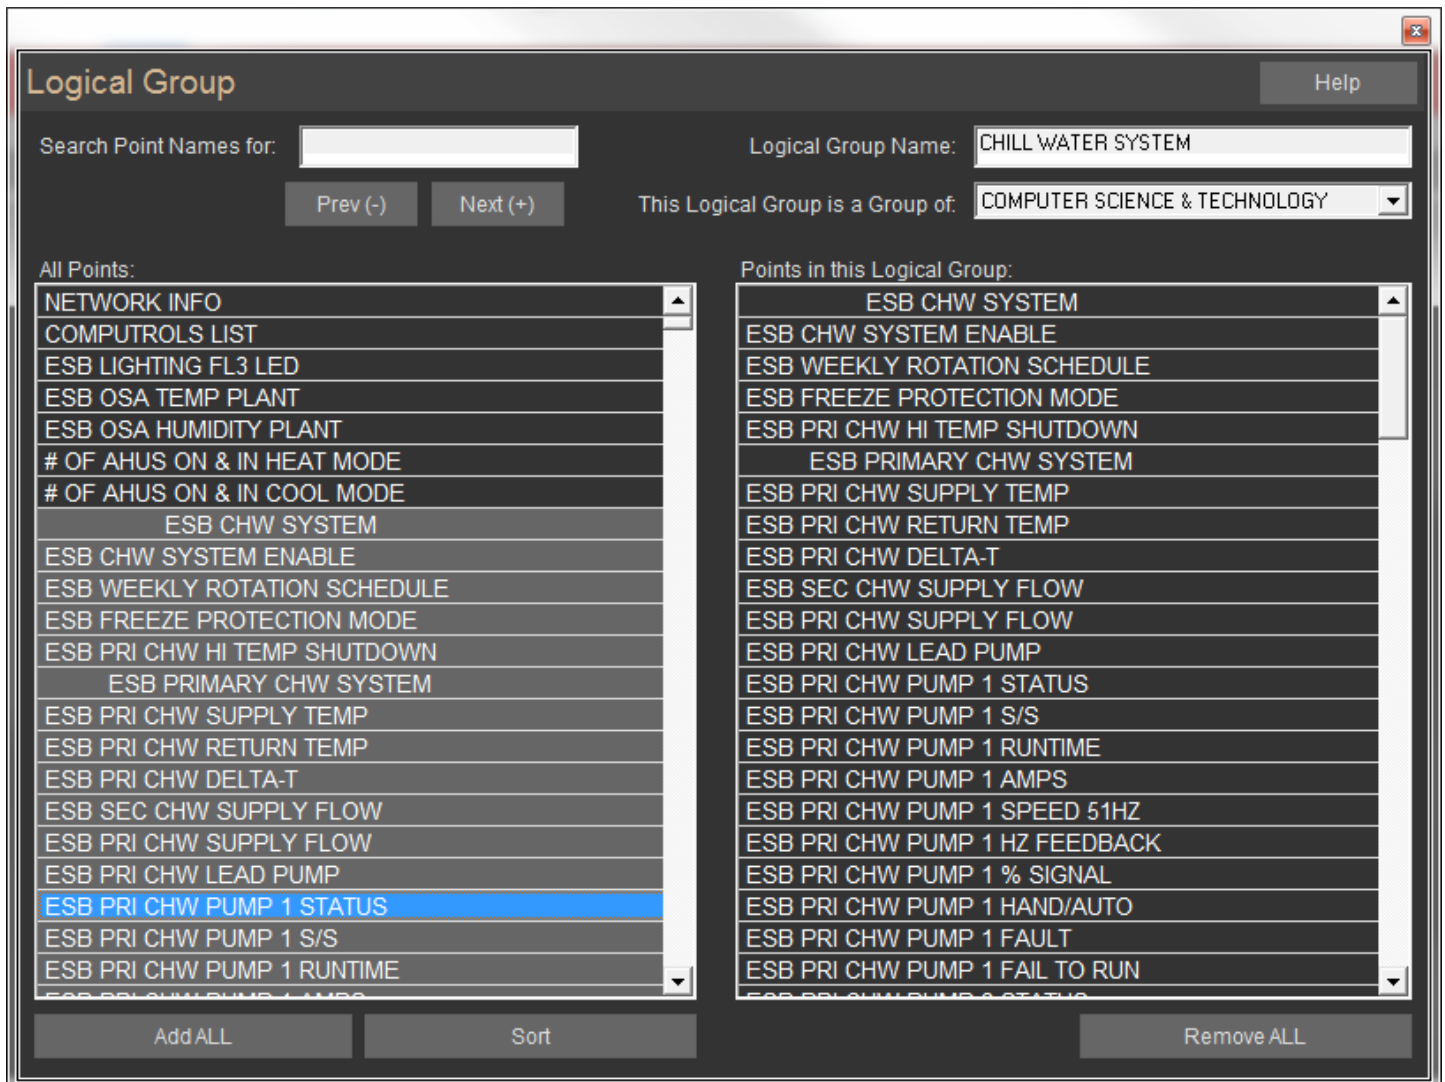 Logical Group
Help
Search Point Names for:
Logical Group Name: CHILL WATER SYSTEM
Prev (-) Next (+)
This Logical Group is a Group of: COMPUTER SCIENCE & TECHNOLOGY
All Points:
NETWORK INFO
COMPUTROLS LIST
ESB LIGHTING FL3 LED
ESB OSA TEMP PLANT
ESB OSA HUMIDITY PLANT
# OF AHUS ON & IN HEAT MODE
# OF AHUS ON & IN COOL MODE
ESB CHW SYSTEM
ESB CHW SYSTEM ENABLE
ESB WEEKLY ROTATION SCHEDULE
ESB FREEZE PROTECTION MODE
ESB PRI CHW HI TEMP SHUTDOWN
ESB PRIMARY CHW SYSTEM
ESB PRI CHW SUPPLY TEMP
ESB PRI CHW RETURN TEMP
ESB PRI CHW DELTA-T
ESB SEC CHW SUPPLY FLOW
ESB PRI CHW SUPPLY FLOW
ESB PRI CHW LEAD PUMP
ESB PRI CHW PUMP 1 STATUS
ESB PRI CHW PUMP 1 S/S
ESB PRI CHW PUMP 1 RUNTIME
ESB PRI CHW PUMP 1 AMPS
Points in this Logical Group:
ESB CHW SYSTEM
ESB CHW SYSTEM ENABLE
ESB WEEKLY ROTATION SCHEDULE
ESB FREEZE PROTECTION MODE
ESB PRI CHW HI TEMP SHUTDOWN
ESB PRIMARY CHW SYSTEM
ESB PRI CHW SUPPLY TEMP
ESB PRI CHW RETURN TEMP
ESB PRI CHW DELTA-T
ESB SEC CHW SUPPLY FLOW
ESB PRI CHW SUPPLY FLOW
ESB PRI CHW LEAD PUMP
ESB PRI CHW PUMP 1 STATUS
ESB PRI CHW PUMP 1 S/S
ESB PRI CHW PUMP 1 RUNTIME
ESB PRI CHW PUMP 1 AMPS
ESB PRI CHW PUMP 1 SPEED 51HZ
ESB PRI CHW PUMP 1 HZ FEEDBACK
ESB PRI CHW PUMP 1 % SIGNAL
ESB PRI CHW PUMP 1 HAND/AUTO
ESB PRI CHW PUMP 1 FAULT
ESB PRI CHW PUMP 1 FAIL TO RUN
ESB PRI CHW PUMP 2 STATUS
Add ALL
Sort
Remove ALL